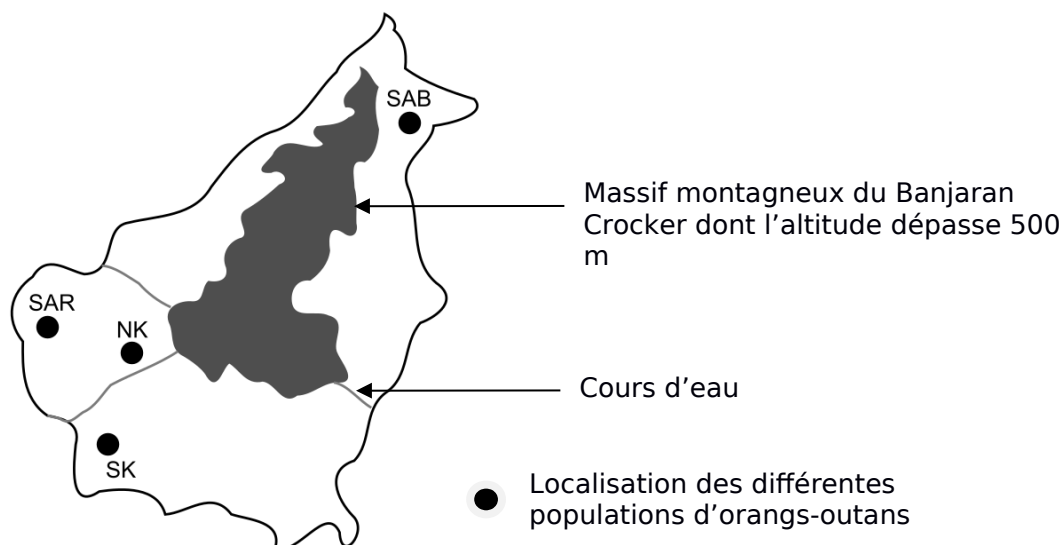 SAB
Massif montagneux du Banjaran
Crocker dont l’altitude dépasse 500
m
SAR
NK
Cours d’eau
SK
Localisation des différentes
populations d’orangs-outans